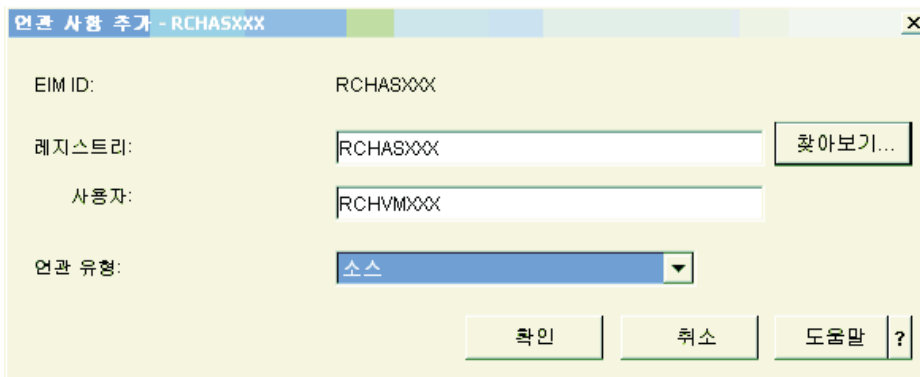 연관 사항 추가 - RCHASXXX
EIM ID: RCHASXXX
레지스트리: RCHASXXX 찾아보기...
사용자: RCHVMXXX
연관 유형: 소스
확인 취소 도움말 ?